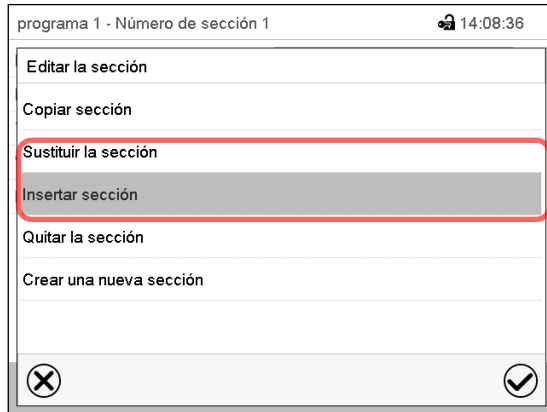 programa 1 - Número de sección 1 14:08:36
Editar la sección
Copiar sección
Sustituir la sección
Insertar sección
Quitar la sección
Crear una nueva sección